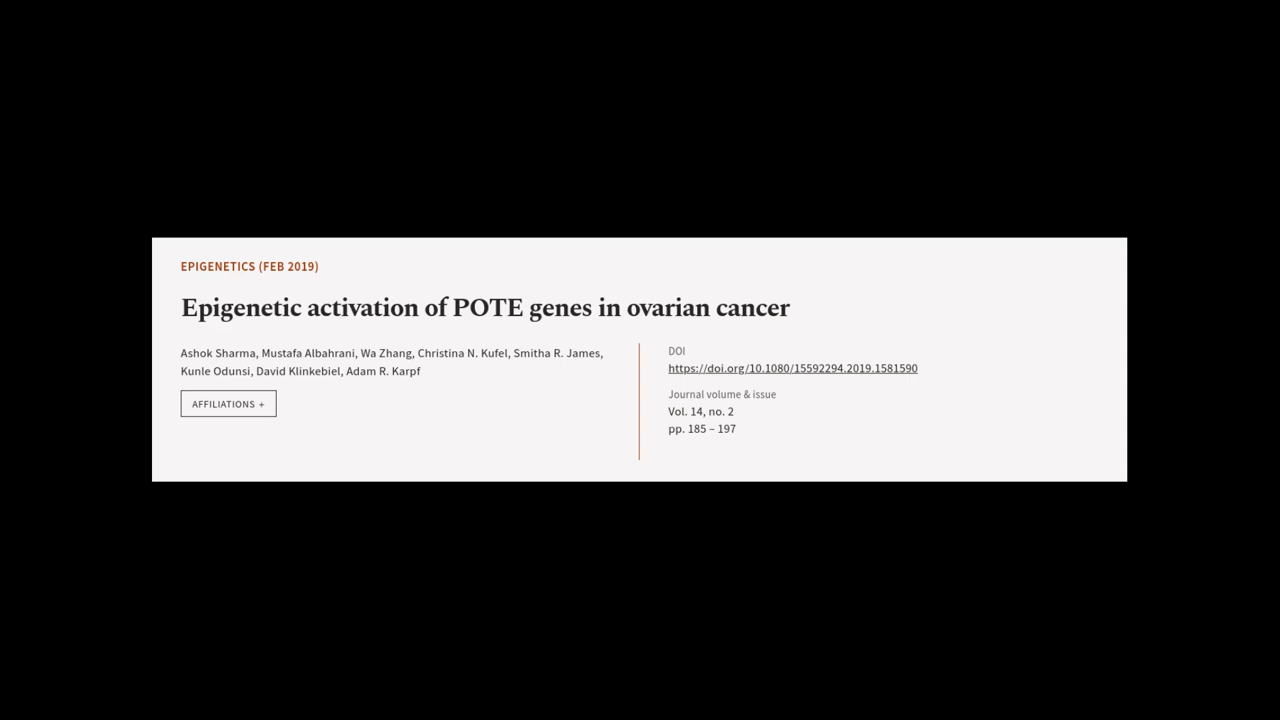 EPIGENETICS (FEB 2019)
Epigenetic activation of POTE genes in ovarian cancer
Ashok Sharma, Mustafa Albahrani, Wa Zhang, Christina N. Kufel, Smitha R. James,
Kunle Odunsi, David Klinkebiel, Adam R. Karpf
AFFILIATIONS +
DOI
https://doi.org/10.1080/15592294.2019.1581590
Journal volume & issue
Vol. 14, no. 2
pp. 185 – 197